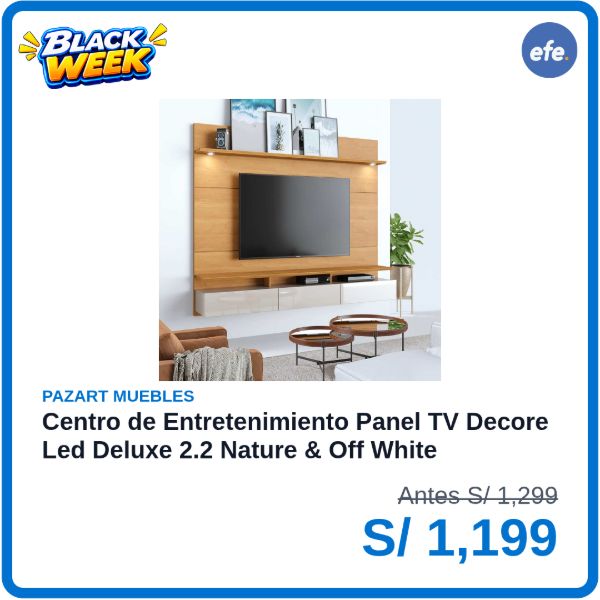 BLACK
WEEK
efe.
PAZART MUEBLES
Centro de Entretenimiento Panel TV Decore
Led Deluxe 2.2 Nature & Off White
Antes S/ 1,299
S/ 1,199